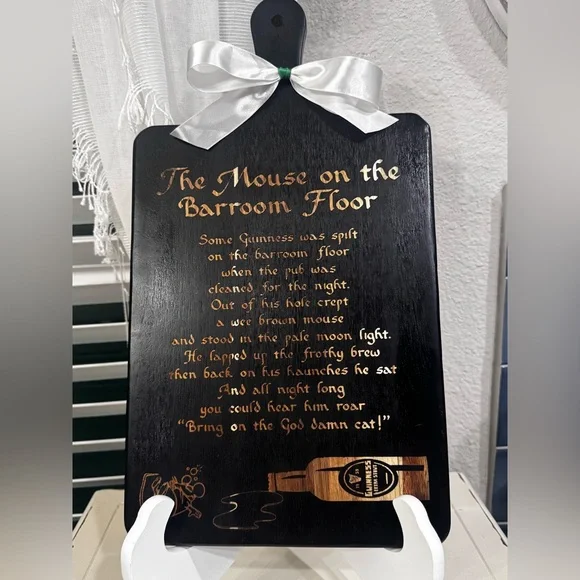 The Mouse on the
Barroom Floor
Some Guinness was spilt
on the barroom floor
when the pub was
cleaned for the night.
Out of his hole crept
a wee brown mouse
and stood in the pale moon light.
He lapped up the frothy brew
then back on his haunches he sat
And all night long
you could hear him roar
"Bring on the God damn cat!"
GUINNESS
EXTRA STOUT